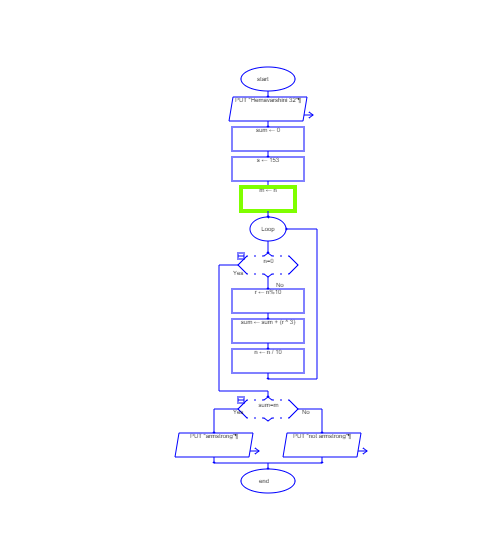 start
PUT "Hemavarshini 32"¶
sum ← 0
a ← 153
m ← n
Loop
n=0
Yes
No
r ← n%10
sum ← sum + (r ^ 3)
n ← n / 10
sum=m
Yes
No
PUT "armstrong"¶
PUT "not armstrong"¶
end